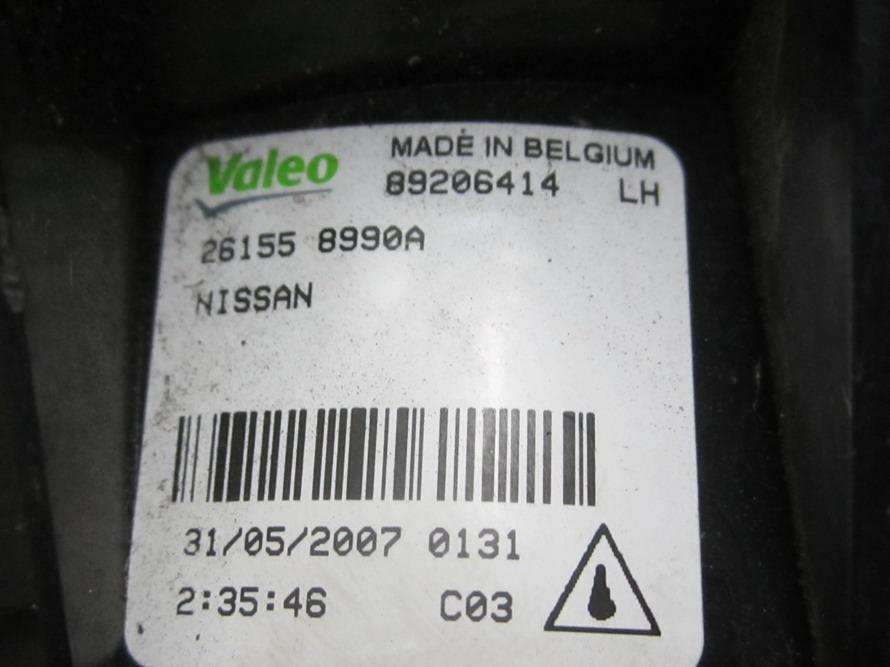 Valeo MADE IN BELGIUM
89206414 LH
26155 8990A
NISSAN
31/05/2007 0131
2:35:46 C03